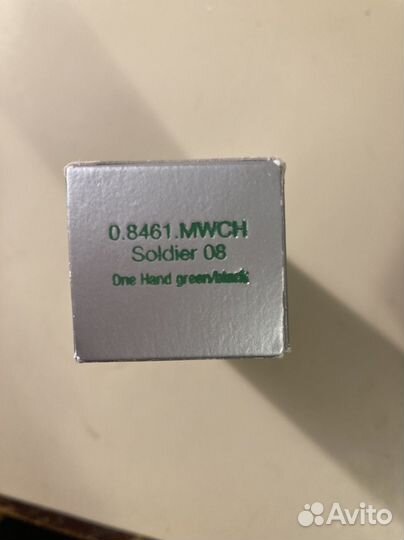 0.8461.MWCH
Soldier 08
One Hand green/black
Avito